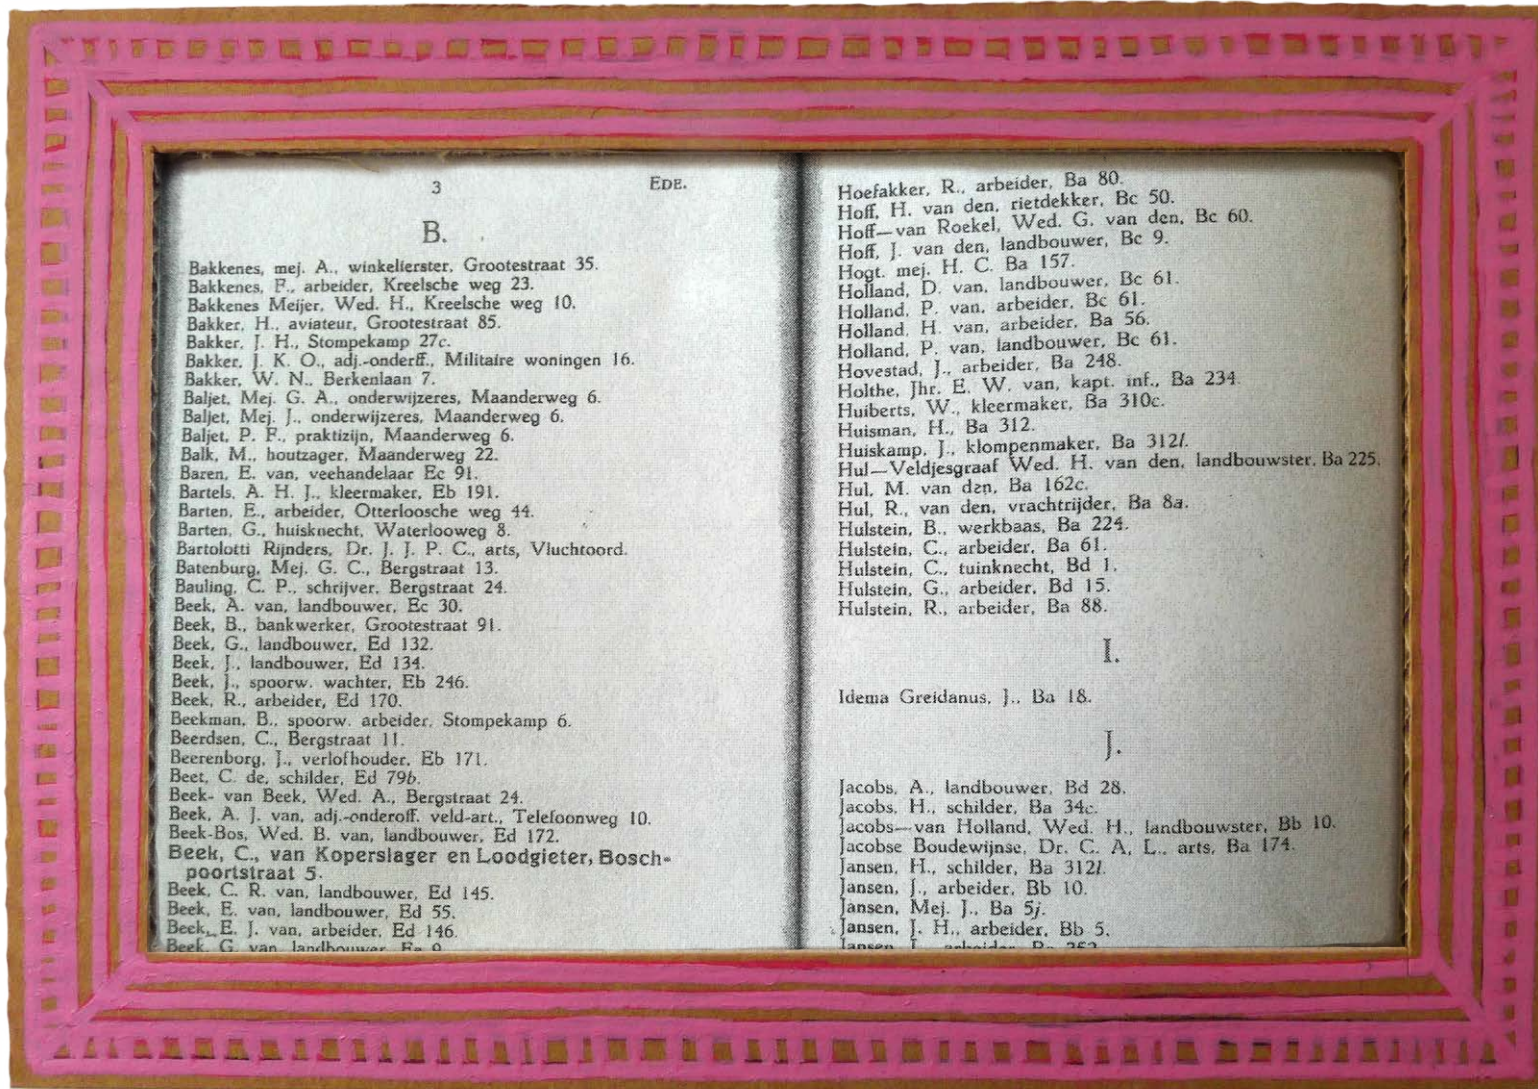 3 EDE.
B.
Bakkenes, mej. A., winkelierster, Grootestraat 35.
Bakkenes, F., arbeider, Kreelsche weg 23.
Bakkenes Meijer, Wed. H., Kreelsche weg 10.
Bakker, H., aviateur, Grootestraat 85.
Bakker, J. H., Stompekamp 27c.
Bakker, J. K. O., adj.-onderff., Militaire woningen 16.
Bakker, W. N., Berkenlaan 7.
Baljet, Mej. G. A., onderwijzeres, Maanderweg 6.
Baljet, Mej. J., onderwijzeres, Maanderweg 6.
Baljet, P. F., praktizijn, Maanderweg 6.
Balk, M., houtzager, Maanderweg 22.
Baren, E. van, veehandelaar Ec 91.
Bartels, A. H. J., kleermaker, Eb 191.
Barten, E., arbeider, Otterloosche weg 44.
Barten, G., huisknecht, Waterlooweg 8.
Bartolotti Rijnders, Dr. J. J. P. C., arts, Vluchtoord.
Batenburg, Mej. G. C., Bergstraat 13.
Bauling, C. P., schrijver, Bergstraat 24.
Beek, A. van, landbouwer, Ec 30.
Beek, B., bankwerker, Grootestraat 91.
Beek, G., landbouwer, Ed 132.
Beek, J., landbouwer, Ed 134.
Beek, J., spoorw. wachter, Eb 246.
Beek, R., arbeider, Ed 170.
Beekman, B., spoorw. arbeider, Stompekamp 6.
Beerdsen, C., Bergstraat 11.
Beerenborg, J., verlofhouder, Eb 171.
Beet, C. de, schilder, Ed 79b.
Beek- van Beek, Wed. A., Bergstraat 24.
Beek, A. J. van, adj.-onderoff. veld-art., Telefoonweg 10.
Beek-Bos, Wed. B. van, landbouwer, Ed 172.
Beek, C., van Koperslager en Loodgieter, Bosch-
poortstraat 5.
Beek, C. R. van, landbouwer, Ed 145.
Beek, E. van, landbouwer, Ed 55.
Beek, E. J. van, arbeider, Ed 146.
Beek, G. van, landbouwer,
Hoefakker, R., arbeider, Ba 80.
Hoff, H. van den, rietdekker, Bc 50.
Hoff—van Roekel, Wed. G. van den, Bc 60.
Hoff, J. van den, landbouwer, Bc 9.
Hogt, mej. H. C. Ba 157.
Holland, D. van, landbouwer, Bc 61.
Holland, P. van, arbeider, Bc 61.
Holland, H. van, arbeider, Ba 56.
Holland, P. van, landbouwer, Bc 61.
Hovestad, J., arbeider, Ba 248.
Holthe, Jhr. E. W. van, kapt. inf., Ba 234.
Huiberts, W., kleermaker, Ba 310c.
Huisman, H., Ba 312.
Huiskamp, J., klompenmaker, Ba 312l.
Hul—Veldjesgraaf Wed. H. van den, landbouwster, Ba 225.
Hul, M. van den, Ba 162c.
Hul, R., van den, vrachtrijder, Ba 8a.
Hulstein, B., werkbaas, Ba 224.
Hulstein, C., arbeider, Ba 61.
Hulstein, C., tuinknecht, Bd 1.
Hulstein, G., arbeider, Bd 15.
Hulstein, R., arbeider, Ba 88.
I.
Idema Greidanus, J., Ba 18.
J.
Jacobs, A., landbouwer, Bd 28.
Jacobs, H., schilder, Ba 34c.
Jacobs—van Holland, Wed. H., landbouwster, Bb 10.
Jacobse Boudewijnse, Dr. C. A. L., arts, Ba 174.
Jansen, H., schilder, Ba 312l.
Jansen, J., arbeider, Bb 10.
Jansen, Mej. J., Ba 5j.
Jansen, J. H., arbeider, Bb 5.
Jansen